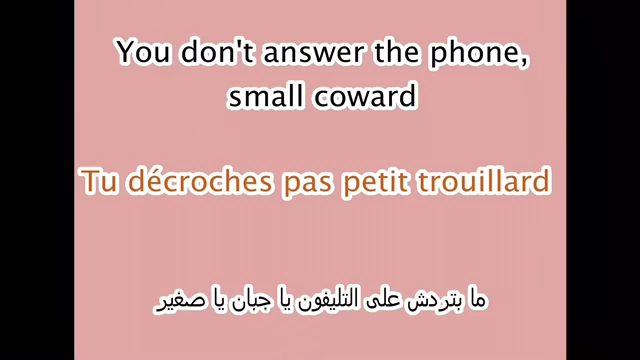 You don't answer the phone,
small coward
Tu décroches pas petit trouillard
ما بتردش على التليفون يا جبان يا صغير